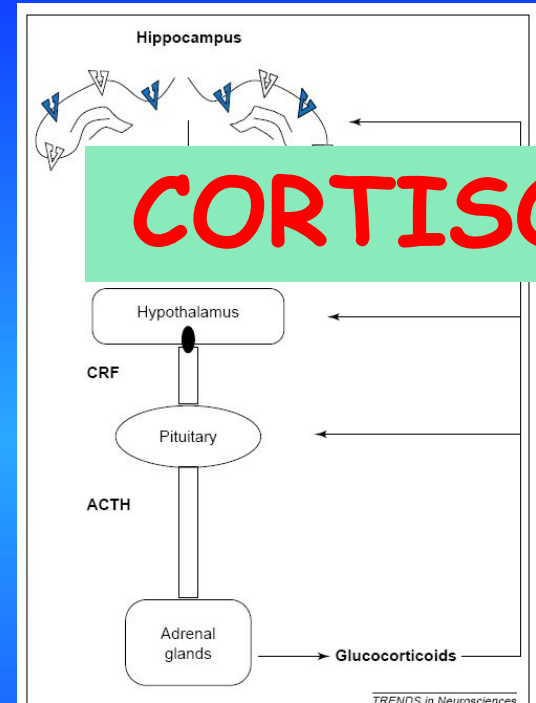 Hippocampus
CORTISO
Hypothalamus
CRF
Pituitary
ACTH
Adrenal
glands
Glucocorticoids
TRENDS in Neurosciences